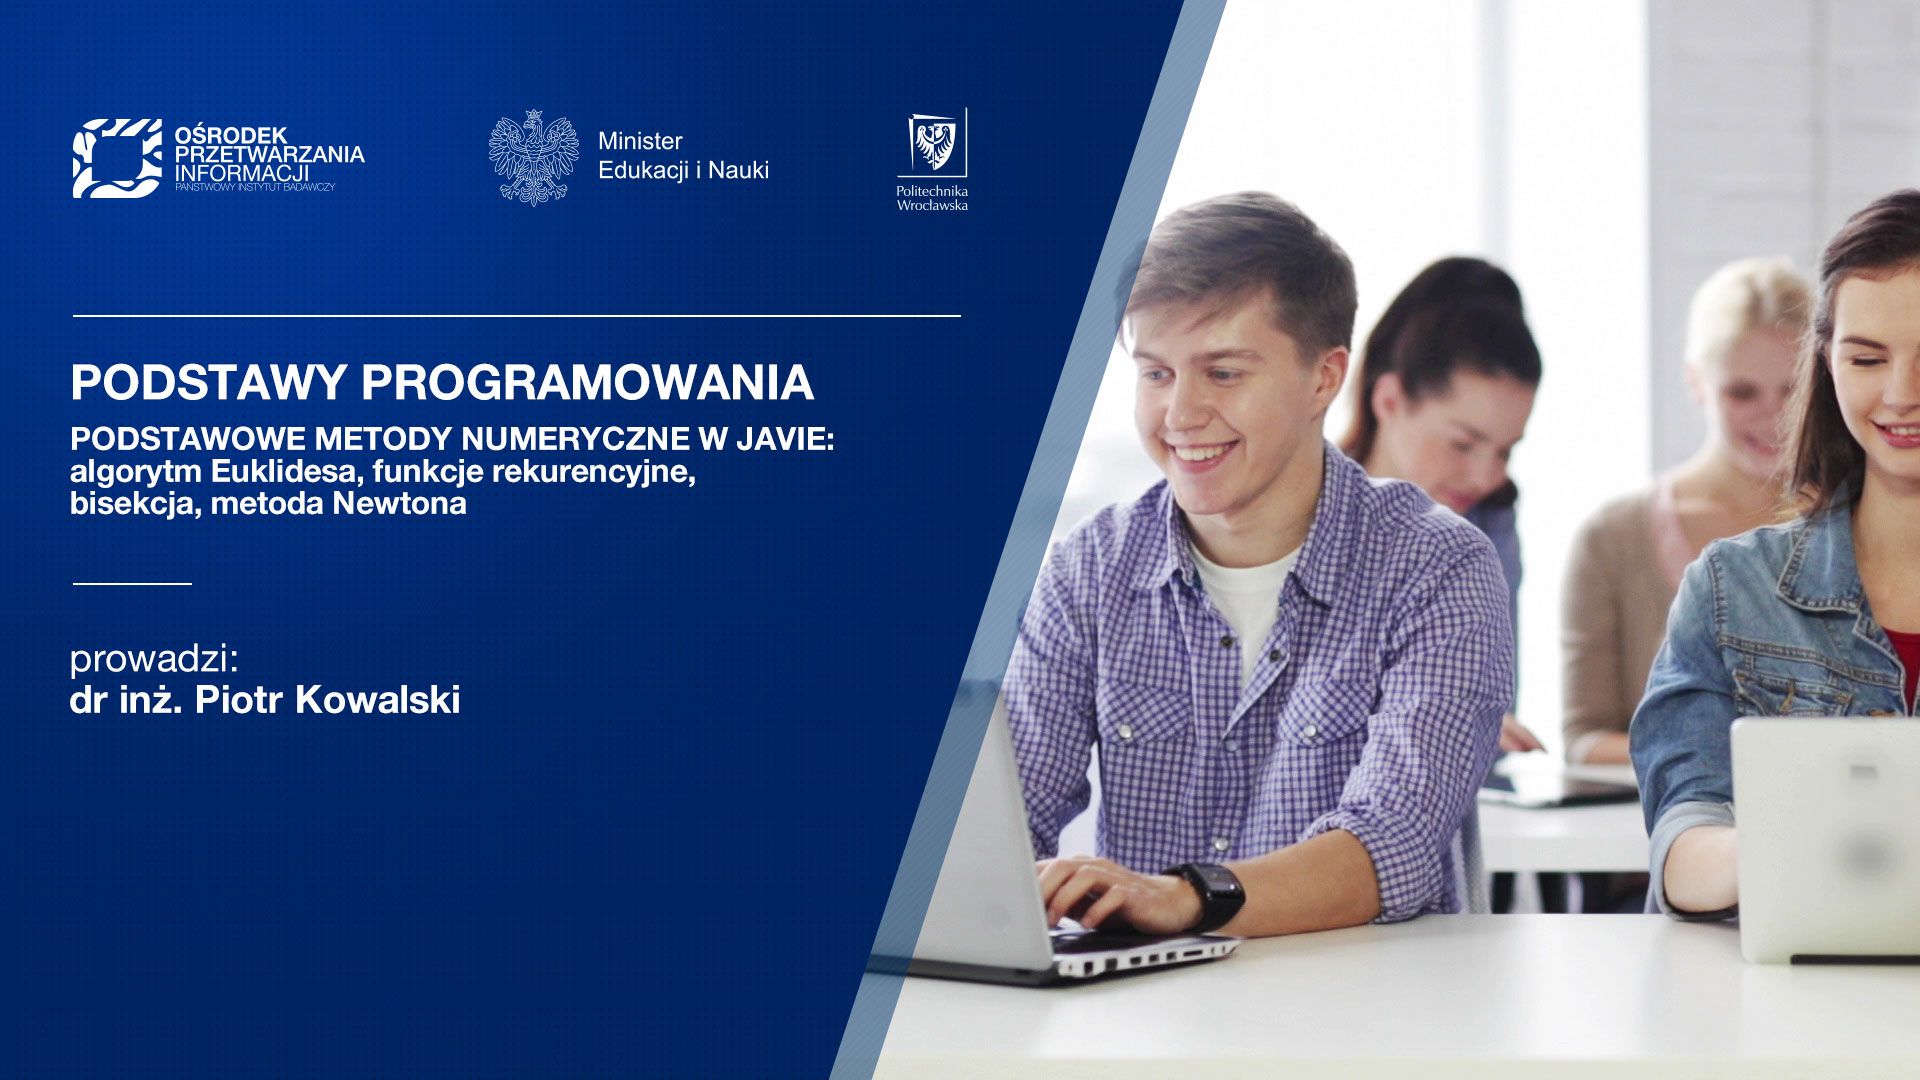 OŚRODEK
PRZETWARZANIA
INFORMACJI
PAŃSTWOWY INSTYTUT BADAWCZY
Minister
Edukacji i Nauki
Politechnika
Wrocławska
PODSTAWY PROGRAMOWANIA
PODSTAWOWE METODY NUMERYCZNE W JAVIE:
algorytm Euklidesa, funkcje rekurencyjne,
bisekcja, metoda Newtona
prowadzi:
dr inż. Piotr Kowalski